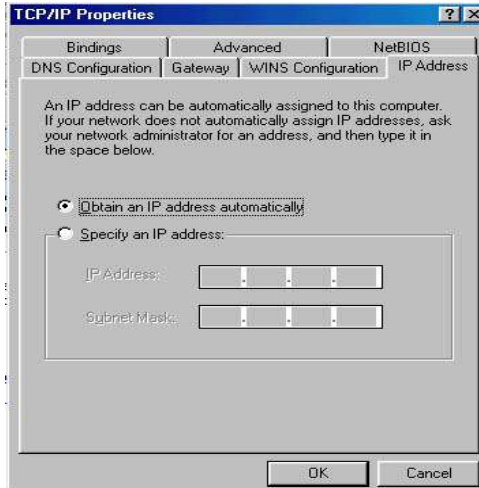 TCP/IP Properties
Bindings Advanced NetBIOS
DNS Configuration Gateway WINS Configuration IP Address
An IP address can be automatically assigned to this computer.
If your network does not automatically assign IP addresses, ask
your network administrator for an address, and then type it in
the space below.
Obtain an IP address automatically
Specify an IP address:
IP Address:
Subnet Mask:
OK Cancel